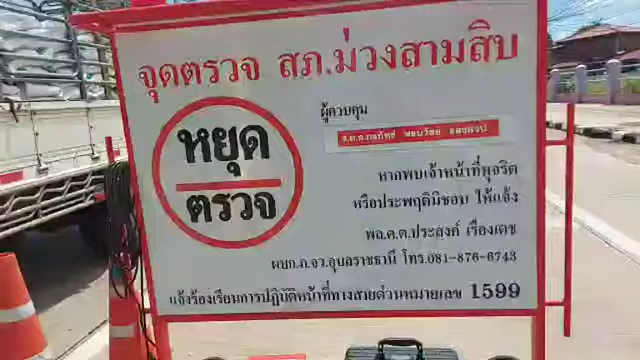 จุดตรวจ สภ.ม่วงสามสิบ
หยุด
ตรวจ
ผู้ควบคุม
หากพบเจ้าหน้าที่ทุจริต
หรือประพฤติมิชอบ ให้แจ้ง
พล.ต.ต.ประสงค์ เรืองเดช
ผบก.ภ.จว.อุบลราชธานี โทร.081-876-6743
แจ้งร้องเรียนการปฏิบัติหน้าที่ทางสายด่วนหมายเลข 1599